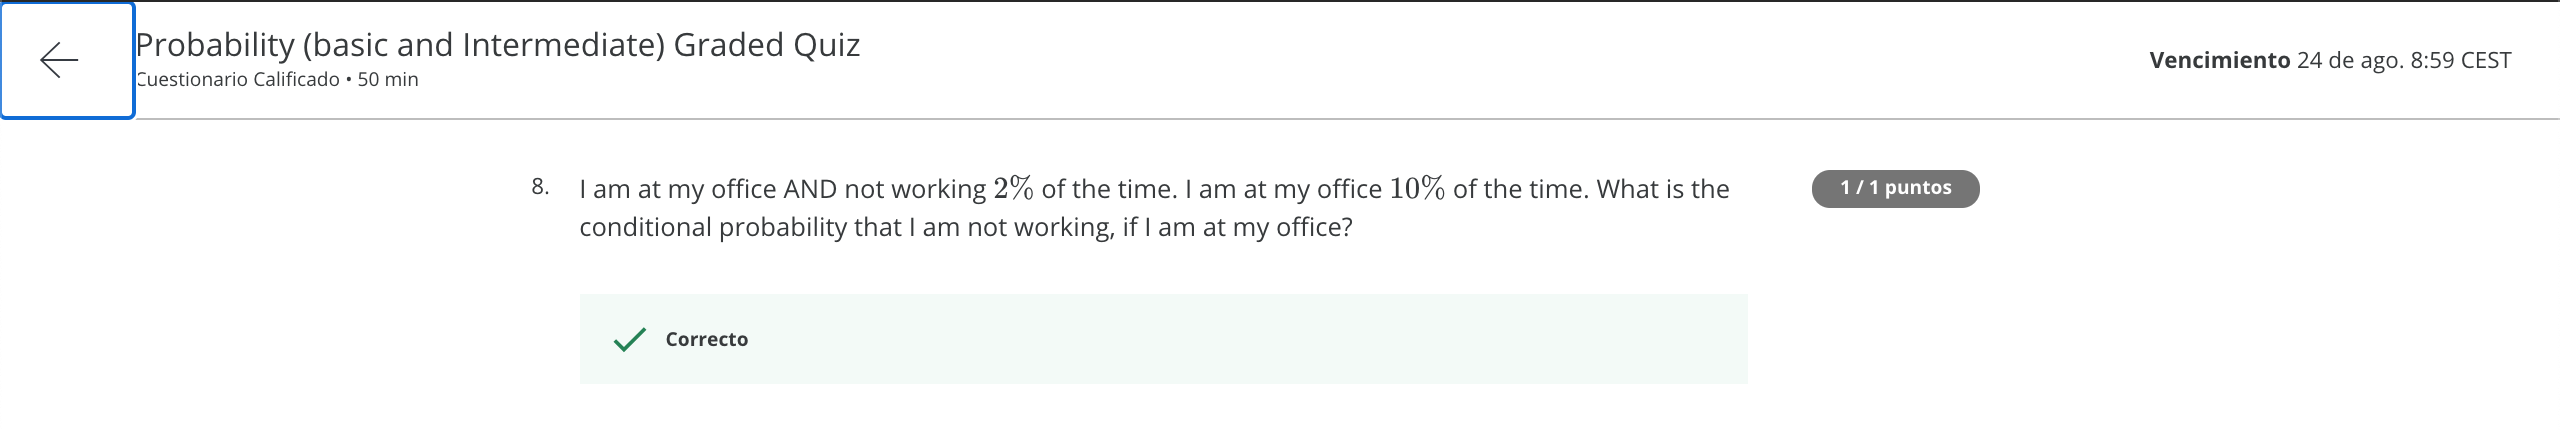 Probability (basic and Intermediate) Graded Quiz
Cuestionario Calificado • 50 min
Vencimiento 24 de ago. 8:59 CEST
8. I am at my office AND not working 2% of the time. I am at my office 10% of the time. What is the
conditional probability that I am not working, if I am at my office?
1 / 1 puntos
Correcto